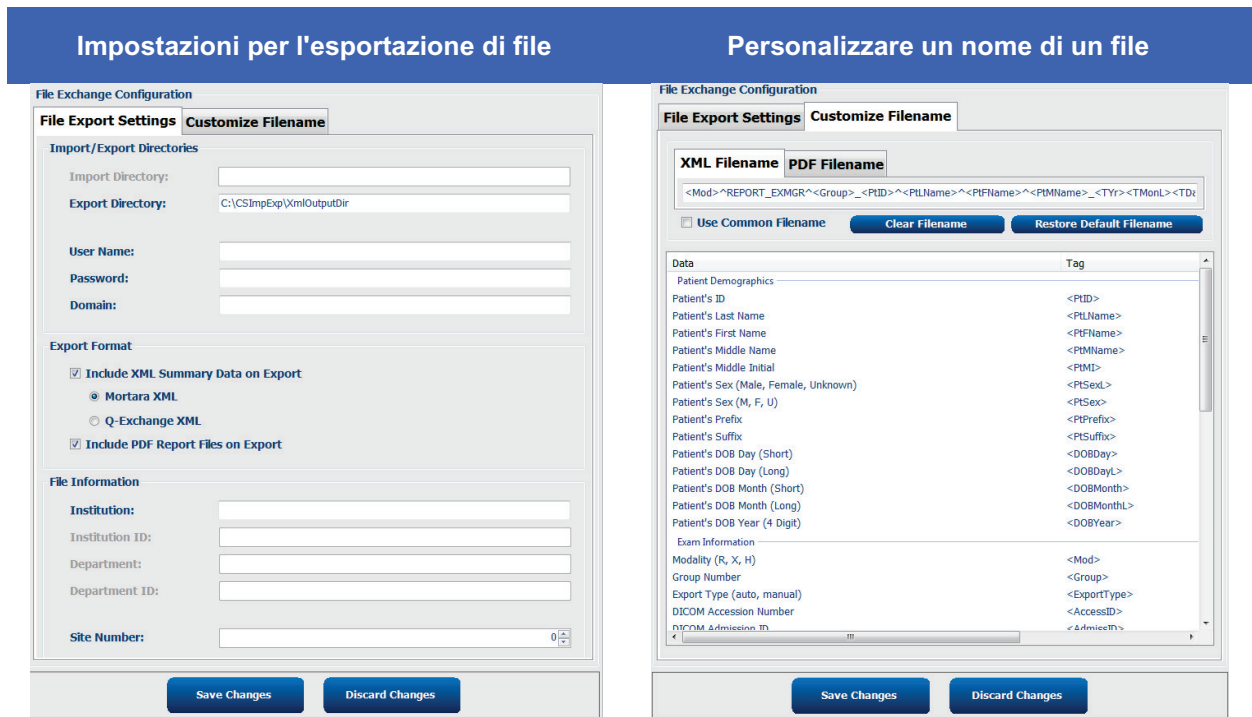 Impostazioni per l'esportazione di file
File Exchange Configuration
File Export Settings Customize Filename
Import/Export Directories
Import Directory:
Export Directory: C:\CSImpExp\XmlOutputDir
User Name:
Password:
Domain:
Export Format
Include XML Summary Data on Export
Mortara XML
Q-Exchange XML
Include PDF Report Files on Export
File Information
Institution:
Institution ID:
Department:
Department ID:
Site Number: 0
Save Changes Discard Changes
Personalizzare un nome di un file
File Exchange Configuration
File Export Settings Customize Filename
XML Filename PDF Filename
<Mod>^REPORT_EXMGR^<Group>_<PtID>^<PtLName>^<PtFName>^<PtMName>_<TYr><TMonL><TDa
Use Common Filename Clear Filename Restore Default Filename
Data Tag
Patient Demographics
Patient's ID <PtID>
Patient's Last Name <PtLName>
Patient's First Name <PtFName>
Patient's Middle Name <PtMName>
Patient's Middle Initial <PtMI>
Patient's Sex (Male, Female, Unknown) <PtSexL>
Patient's Sex (M, F, U) <PtSex>
Patient's Prefix <PtPrefix>
Patient's Suffix <PtSuffix>
Patient's DOB Day (Short) <DOBDay>
Patient's DOB Day (Long) <DOBDayL>
Patient's DOB Month (Short) <DOBMonth>
Patient's DOB Month (Long) <DOBMonthL>
Patient's DOB Year (4 Digit) <DOBYear>
Exam Information
Modality (R, X, H) <Mod>
Group Number <Group>
Export Type (auto, manual) <ExportType>
DICOM Accession Number <AccessID>
DICOM Admission ID <AdmissID>
Save Changes Discard Changes